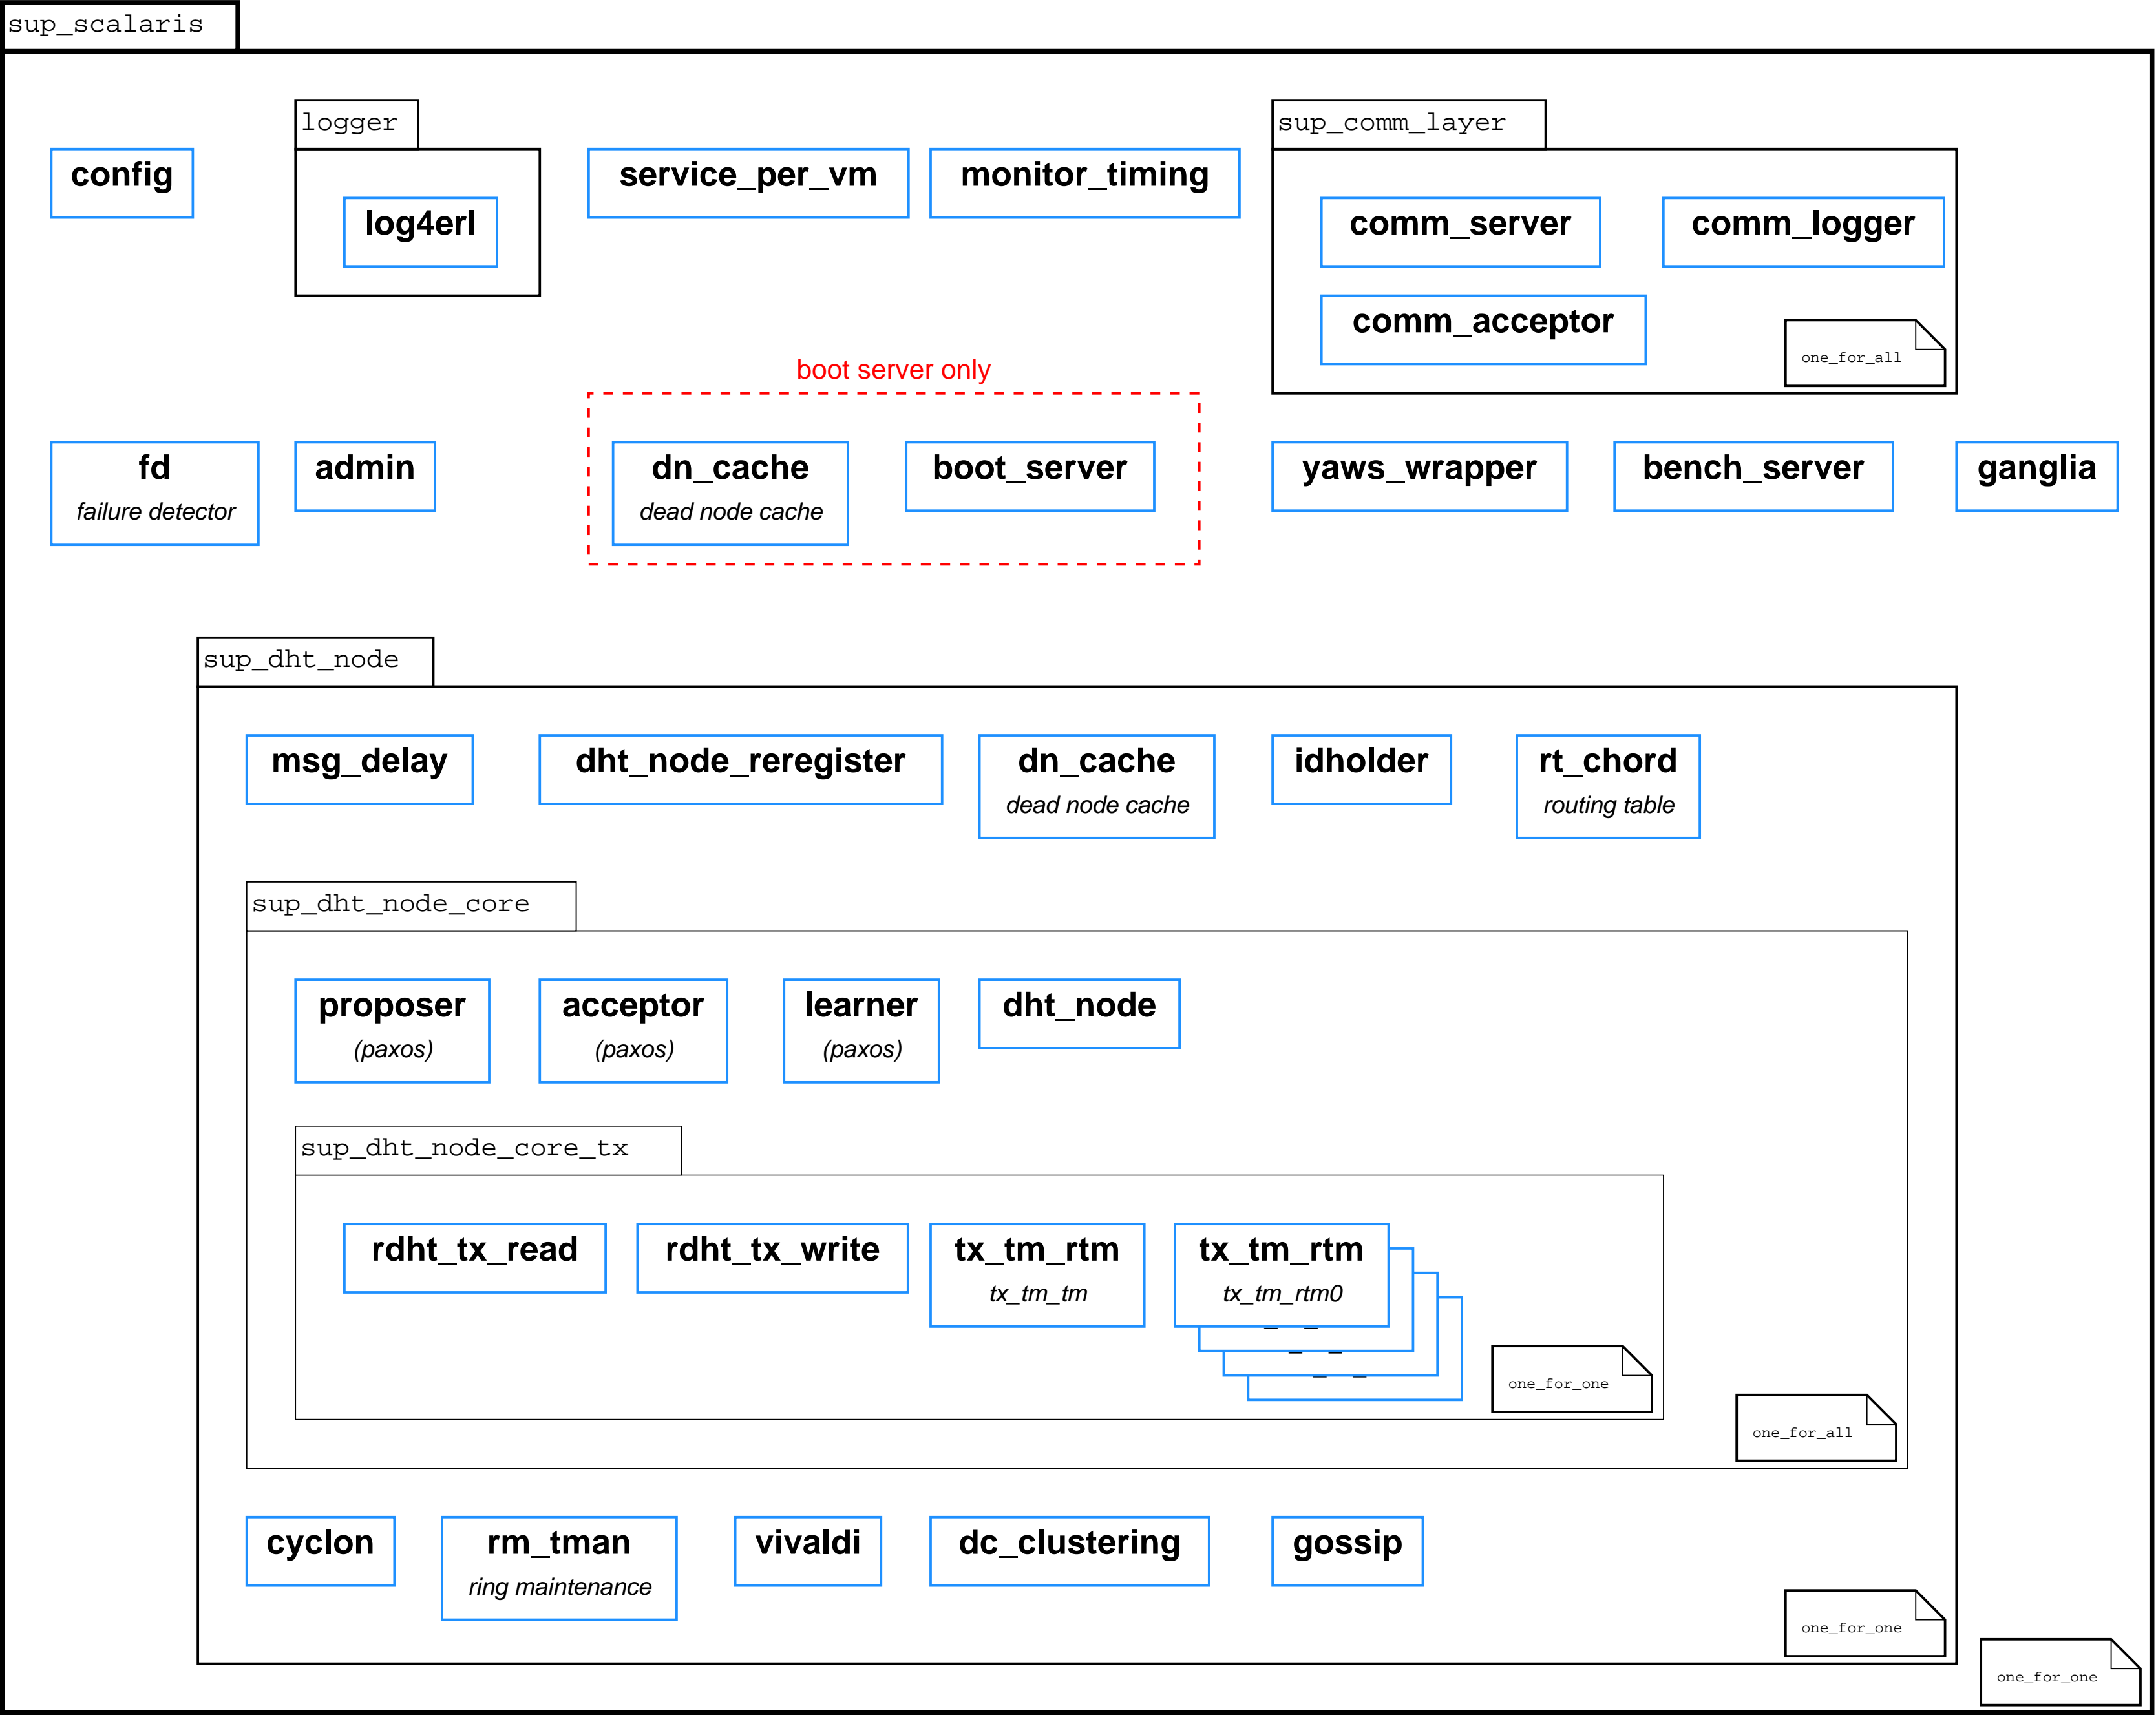 sup_scalaris
logger
sup_comm_layer
config
service_per_vm
monitor_timing
log4erl
comm_server
comm_logger
comm_acceptor
one_for_all
boot server only
fd
failure detector
admin
dn_cache
dead node cache
boot_server
yaws_wrapper
bench_server
ganglia
sup_dht_node
msg_delay
dht_node_reregister
dn_cache
dead node cache
idholder
rt_chord
routing table
sup_dht_node_core
proposer
(paxos)
acceptor
(paxos)
learner
(paxos)
dht_node
sup_dht_node_core_tx
rdht_tx_read
rdht_tx_write
tx_tm_rtm
tx_tm_tm
tx_tm_rtm
tx_tm_rtm0
one_for_one
one_for_all
cyclon
rm_tman
ring maintenance
vivaldi
dc_clustering
gossip
one_for_one
one_for_one